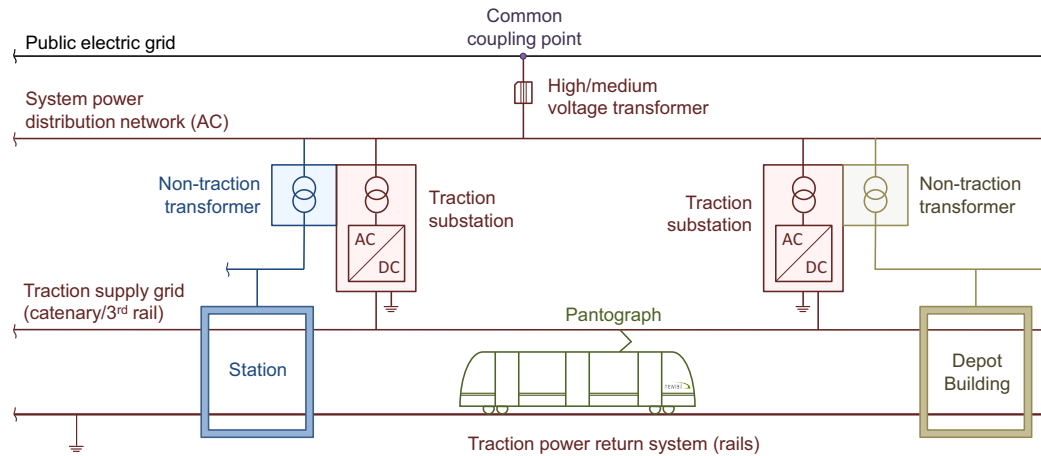 Common
coupling point
Public electric grid
High/medium
voltage transformer
System power
distribution network (AC)
Non-traction
transformer
Traction
substation
Traction
substation
Non-traction
transformer
AC
DC
AC
DC
Traction supply grid
(catenary/3rd rail)
Pantograph
Station
Depot
Building
Traction power return system (rails)